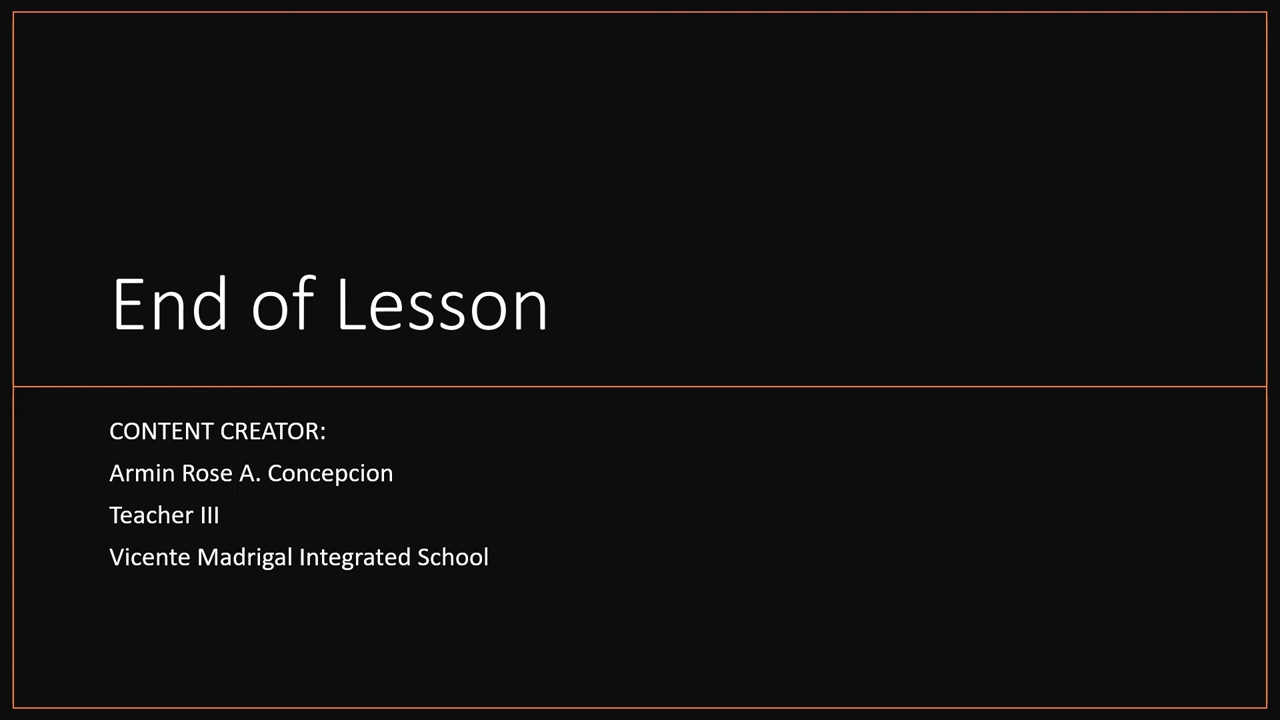 End of Lesson
CONTENT CREATOR:
Armin Rose A. Concepcion
Teacher III
Vicente Madrigal Integrated School